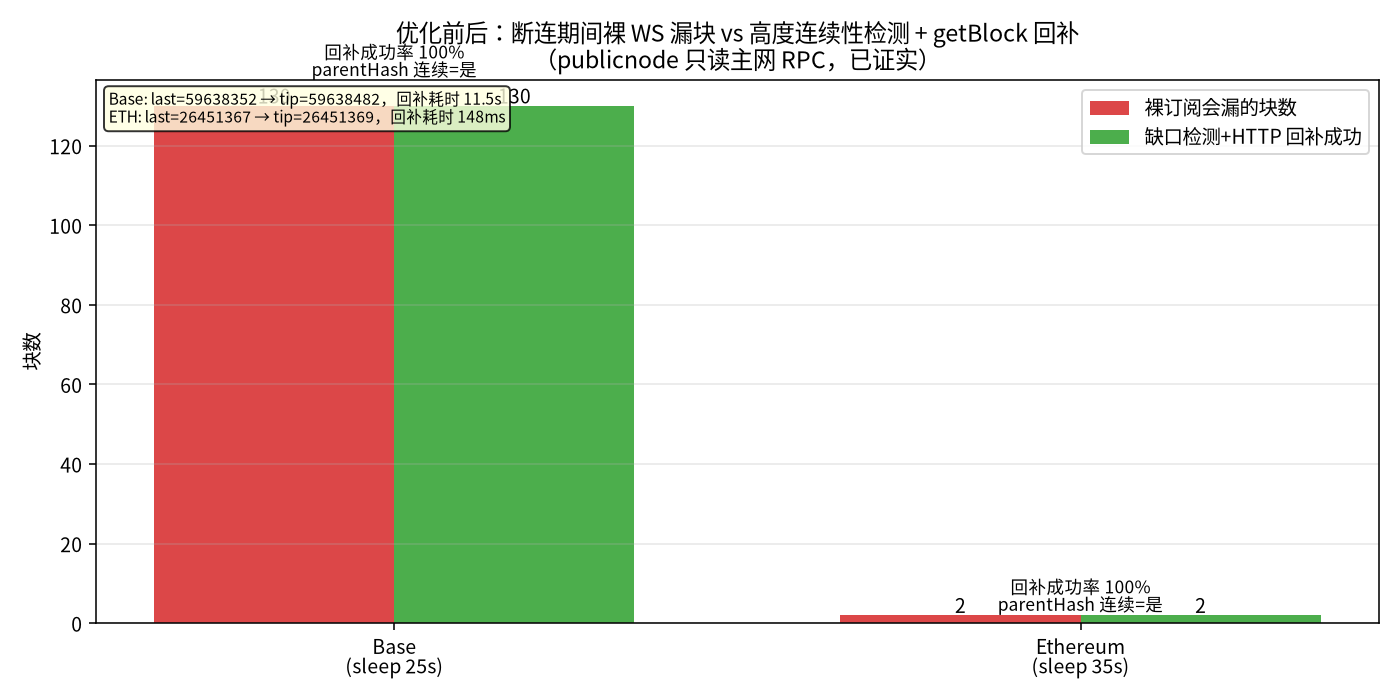 优化前后：断连期间裸 WS 漏块 vs 高度连续性检测 + getBlock 回补
（publicnode 只读主网 RPC，已证实）
回补成功率 100%
parentHash 连续=是
Base: last=59638352 → tip=59638482，回补耗时 11.5s
ETH: last=26451367 → tip=26451369，回补耗时 148ms
130
130
裸订阅会漏的块数
缺口检测+HTTP 回补成功
块数
120
100
80
60
40
20
0
回补成功率 100%
parentHash 连续=是
2
2
Base
(sleep 25s)
Ethereum
(sleep 35s)